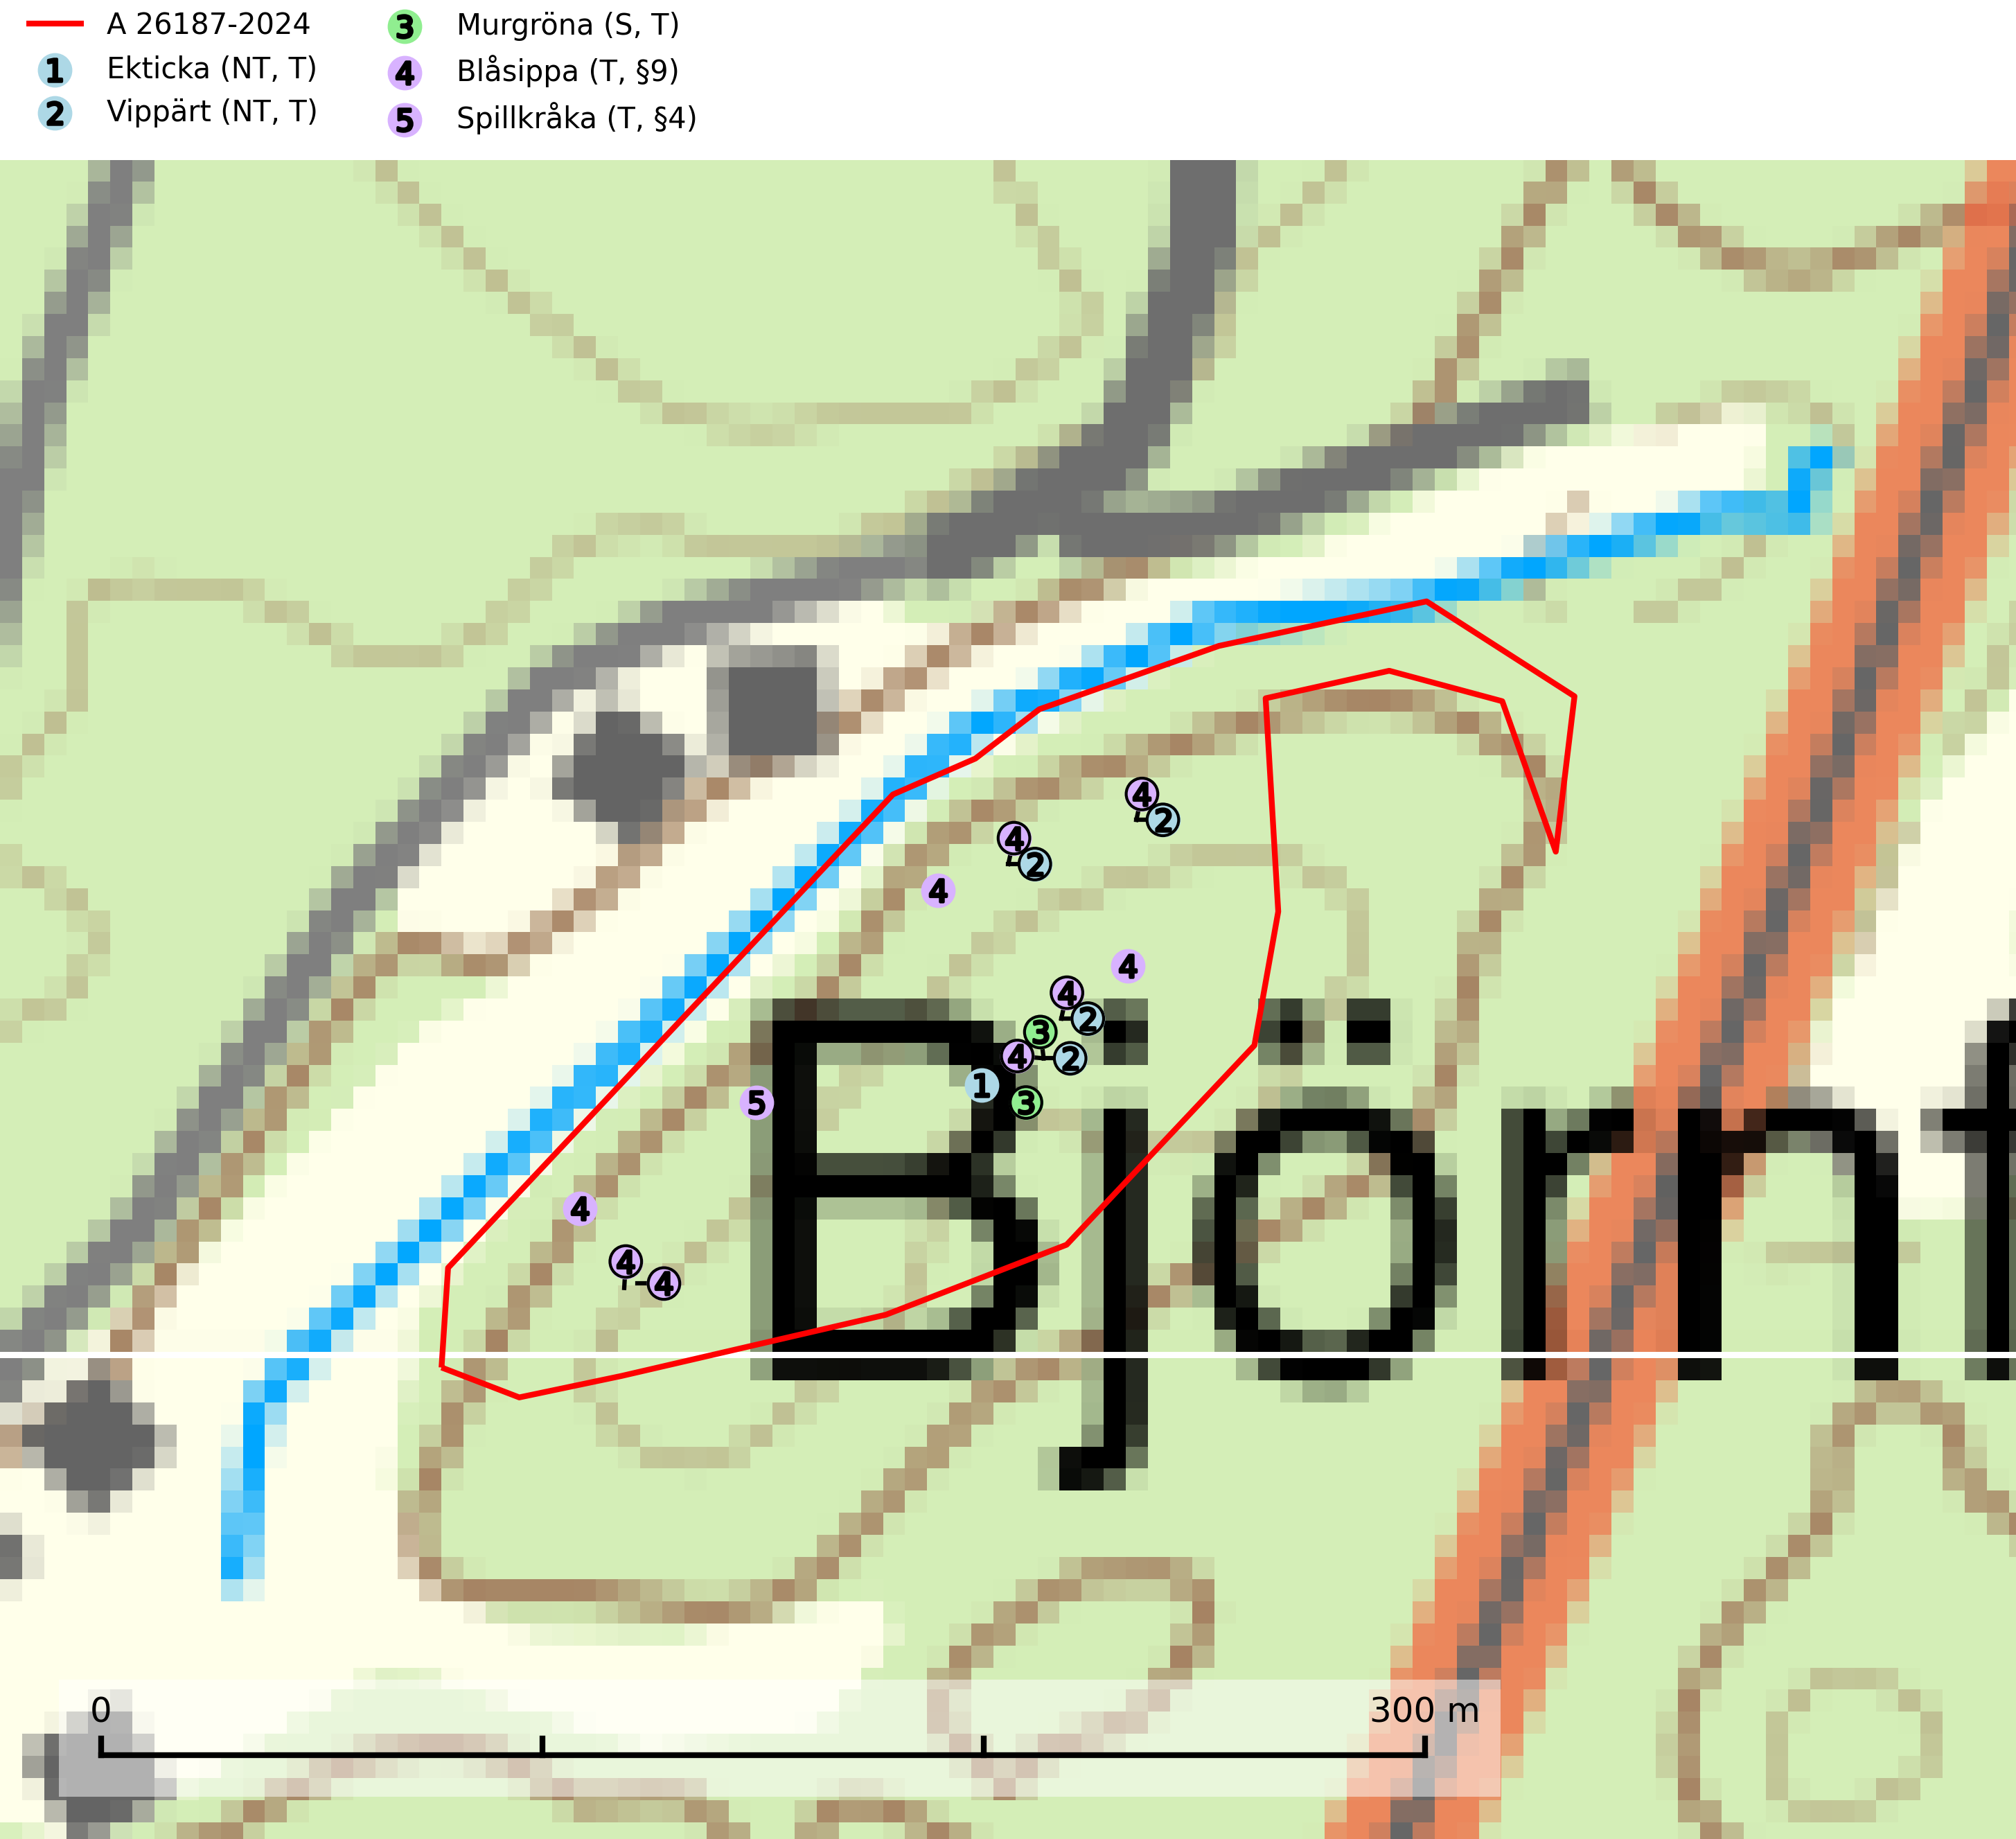 A 26187-2024
1 Ekticka (NT, T)
2 Vippärt (NT, T)
3 Murgröna (S, T)
4 Blåsippa (T, §9)
5 Spillkråka (T, §4)
4
2
4
2
4
4
4
2
3
4
2
1
3
5
4
4
4
Björnt
0
300 m